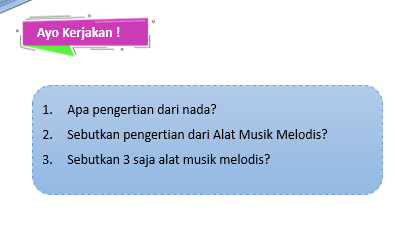 Ayo Kerjakan !
1. Apa pengertian dari nada?
2. Sebutkan pengertian dari Alat Musik Melodis?
3. Sebutkan 3 saja alat musik melodis?